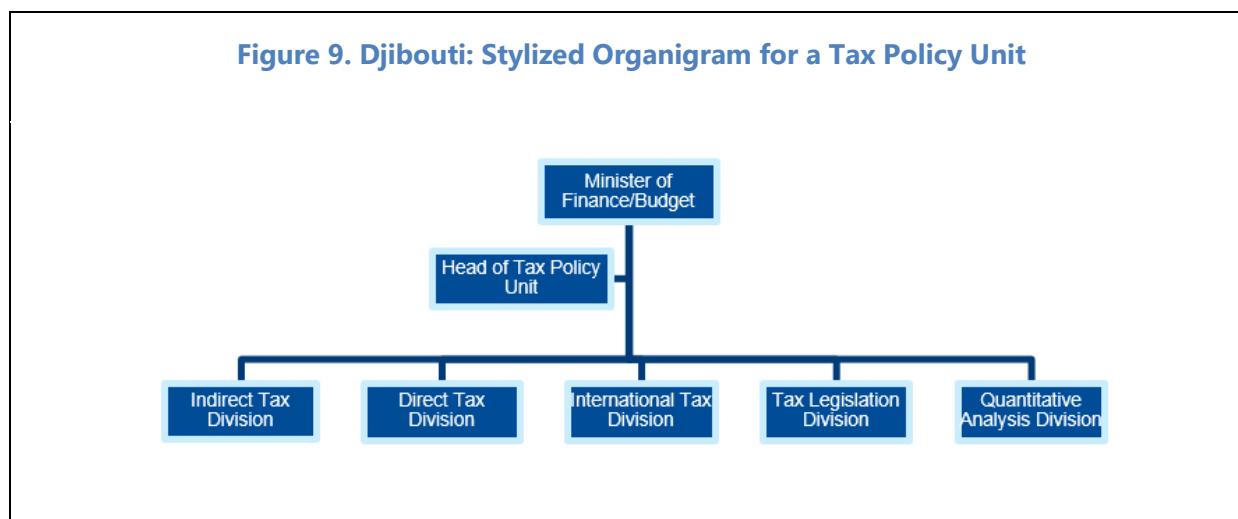 Figure 9. Djibouti: Stylized Organigram for a Tax Policy Unit
Minister of
Finance/Budget
Head of Tax Policy
Unit
Indirect Tax
Division
Direct Tax
Division
International Tax
Division
Tax Legislation
Division
Quantitative
Analysis Division